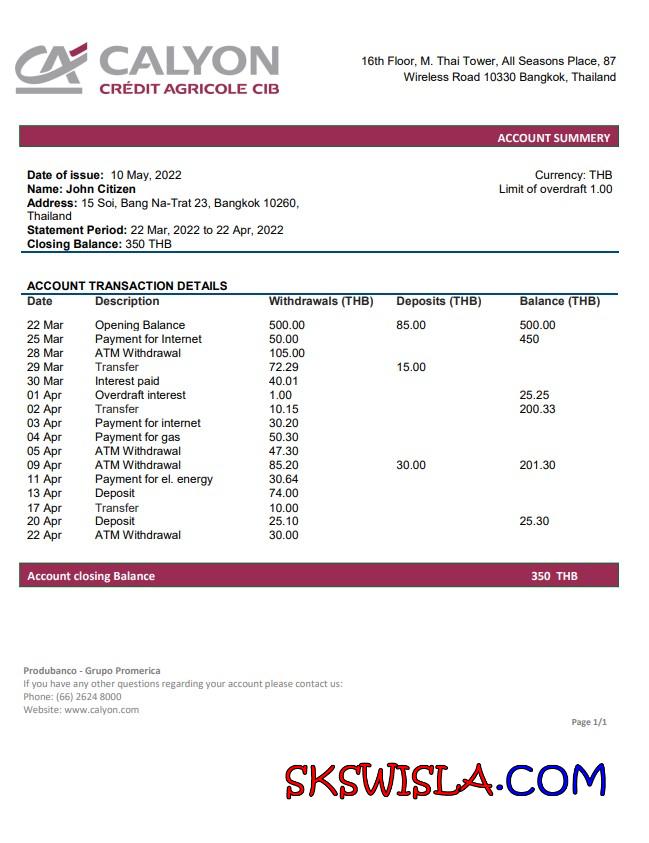 CALYON
CRÉDIT AGRICOLE CIB
16th Floor, M. Thai Tower, All Seasons Place, 87
Wireless Road 10330 Bangkok, Thailand
ACCOUNT SUMMERY
Date of issue: 10 May, 2022
Currency: THB
Name: John Citizen
Limit of overdraft 1.00
Address: 15 Soi, Bang Na-Trat 23, Bangkok 10260,
Thailand
Statement Period: 22 Mar, 2022 to 22 Apr, 2022
Closing Balance: 350 THB
ACCOUNT TRANSACTION DETAILS
Date Description Withdrawals (THB) Deposits (THB) Balance (THB)
22 Mar Opening Balance 500.00 85.00 500.00
25 Mar Payment for Internet 50.00 450
28 Mar ATM Withdrawal 105.00
29 Mar Transfer 72.29 15.00
30 Mar Interest paid 40.01
01 Apr Overdraft interest 1.00 25.25
02 Apr Transfer 10.15 200.33
03 Apr Payment for internet 30.20
04 Apr Payment for gas 50.30
05 Apr ATM Withdrawal 47.30
09 Apr ATM Withdrawal 85.20 30.00 201.30
11 Apr Payment for el. energy 30.64
13 Apr Deposit 74.00
17 Apr Transfer 10.00
20 Apr Deposit 25.10 25.30
22 Apr ATM Withdrawal 30.00
Account closing Balance 350 THB
Produbanco - Grupo Promerica
If you have any other questions regarding your account please contact us:
Phone: (66) 2624 8000
Website: www.calyon.com
Page 1/1
SKSWISLA.COM